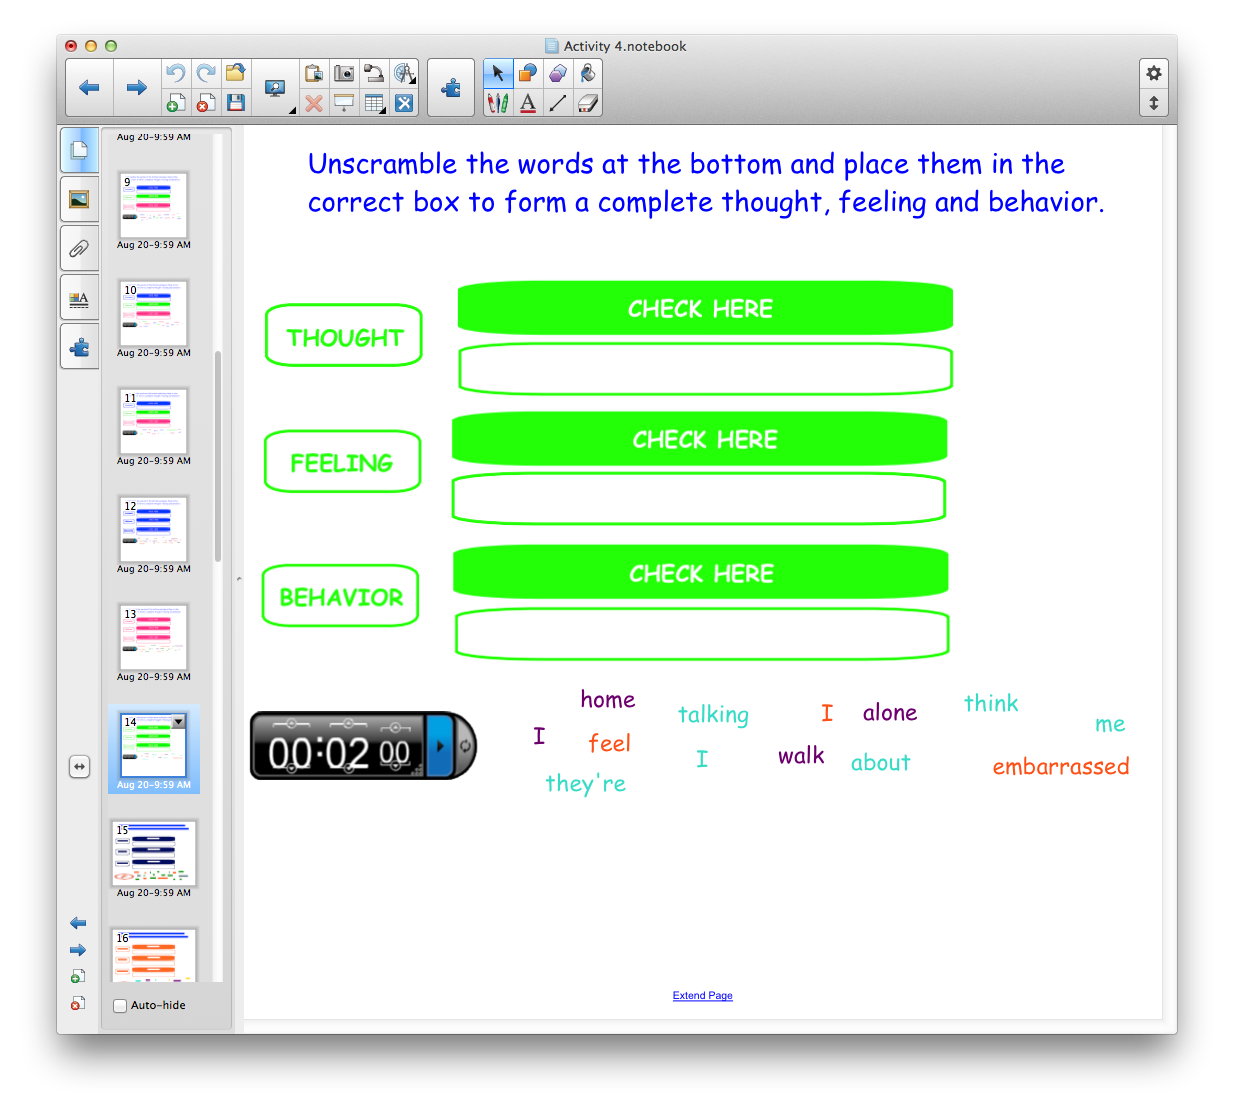 Activity 4.notebook
Aug 20-9:59 AM
9
Aug 20-9:59 AM
10
Aug 20-9:59 AM
11
Aug 20-9:59 AM
12
Aug 20-9:59 AM
13
Aug 20-9:59 AM
14
Aug 20-9:59 AM
15
Aug 20-9:59 AM
16
Auto-hide
Unscramble the words at the bottom and place them in the
correct box to form a complete thought, feeling and behavior.
THOUGHT
CHECK HERE
FEELING
CHECK HERE
BEHAVIOR
CHECK HERE
00:02 00
home
talking
I
alone
think
me
I
feel
I
walk
about
embarrassed
they're
Extend Page